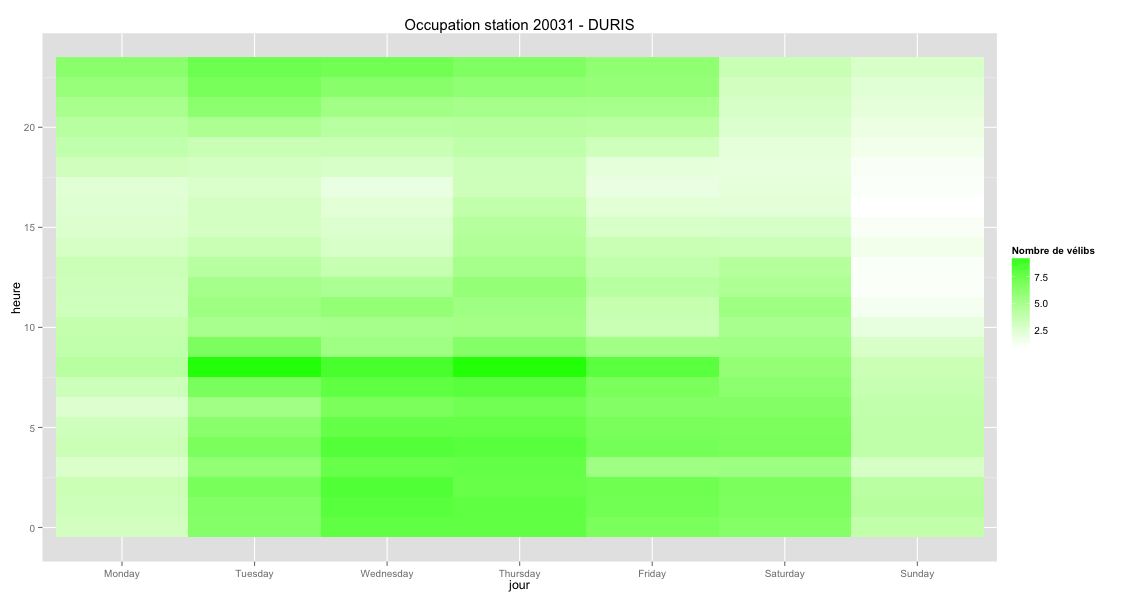 Occupation station 20031 - DURIS
20
15
10
5
0
heure
Monday Tuesday Wednesday Thursday Friday Saturday Sunday
jour
Nombre de vélibs
7.5
5.0
2.5